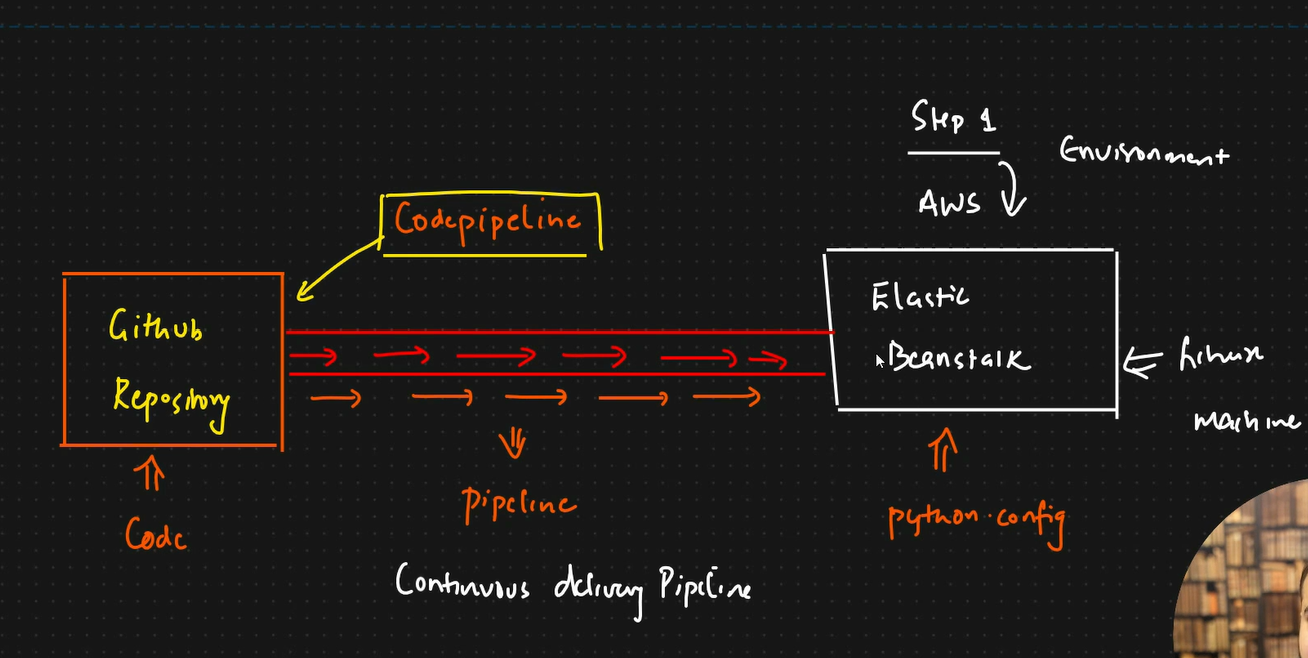 Step 1
Environment
AWS
Codepipeline
Github
Repository
Elastic
Beanstalk
Linux
machine
Code
Pipeline
python.config
Continuous delivery Pipeline